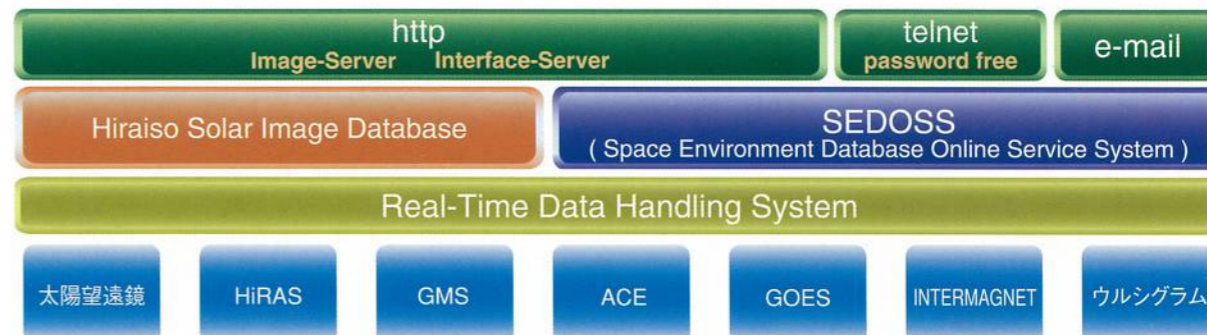 http
Image-Server Interface-Server
telnet
password free
e-mail
Hiraiso Solar Image Database
SEDOSS
( Space Environment Database Online Service System )
Real-Time Data Handling System
太陽望遠鏡
HiRAS
GMS
ACE
GOES
INTERMAGNET
ウルシグラム